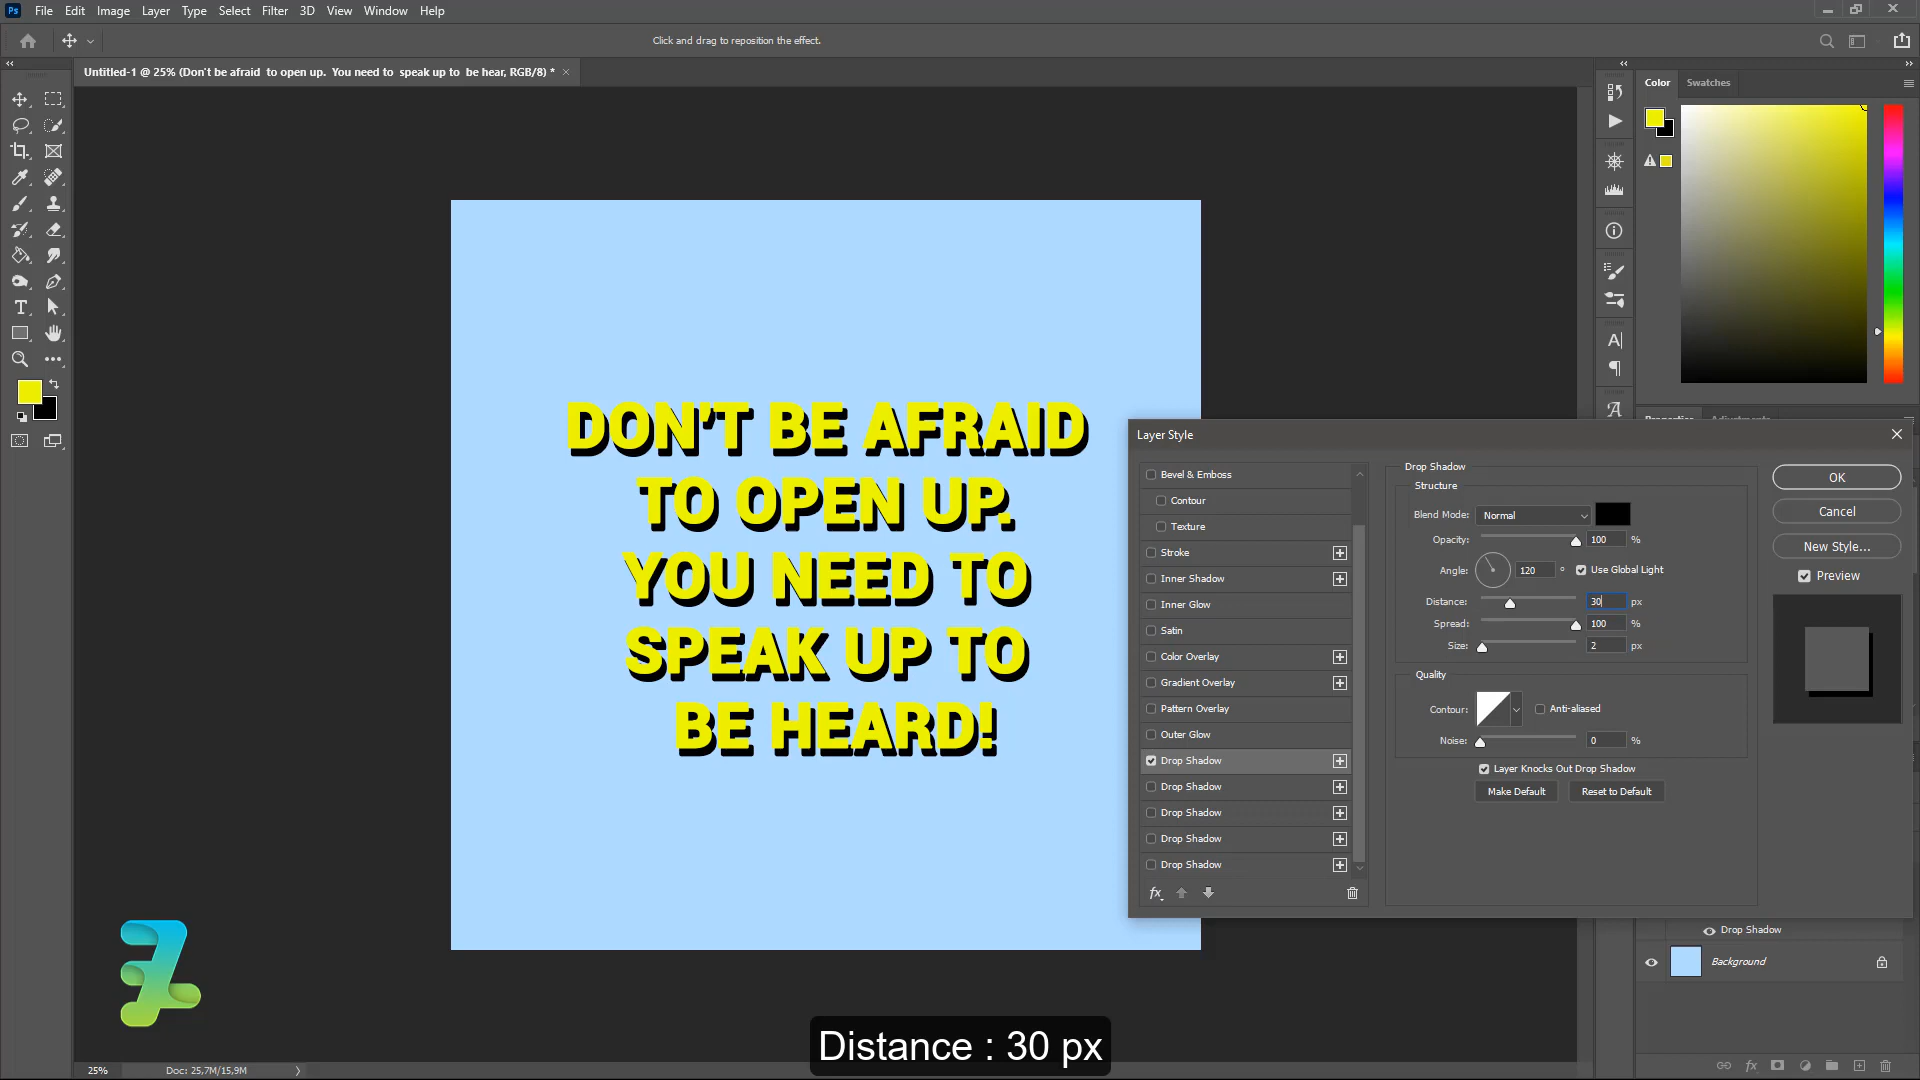 Ps File Edit Image Layer Type Select Filter 3D View Window Help
Click and drag to reposition the effect.
Untitled-1 @ 25% (Don't be afraid  to open up.  You need to  speak up to  be hear, RGB/8) * ×
Color Swatches
DON'T BE AFRAID
TO OPEN UP.
YOU NEED TO
SPEAK UP TO
BE HEARD!
Properties Adjustments
Layer Style
Bevel & Emboss
Contour
Texture
Stroke
Inner Shadow
Inner Glow
Satin
Color Overlay
Gradient Overlay
Pattern Overlay
Outer Glow
Drop Shadow
Drop Shadow
Drop Shadow
Drop Shadow
Drop Shadow
fx
Drop Shadow
Structure
Blend Mode: Normal
Opacity: 100 %
Angle: 120 ° Use Global Light
Distance: 30 px
Spread: 100 %
Size: 2 px
Quality
Contour: Anti-aliased
Noise: 0 %
Layer Knocks Out Drop Shadow
Make Default Reset to Default
OK
Cancel
New Style...
Preview
Drop Shadow
Background
fx
Distance : 30 px
25% Doc: 25,7M/15,9M